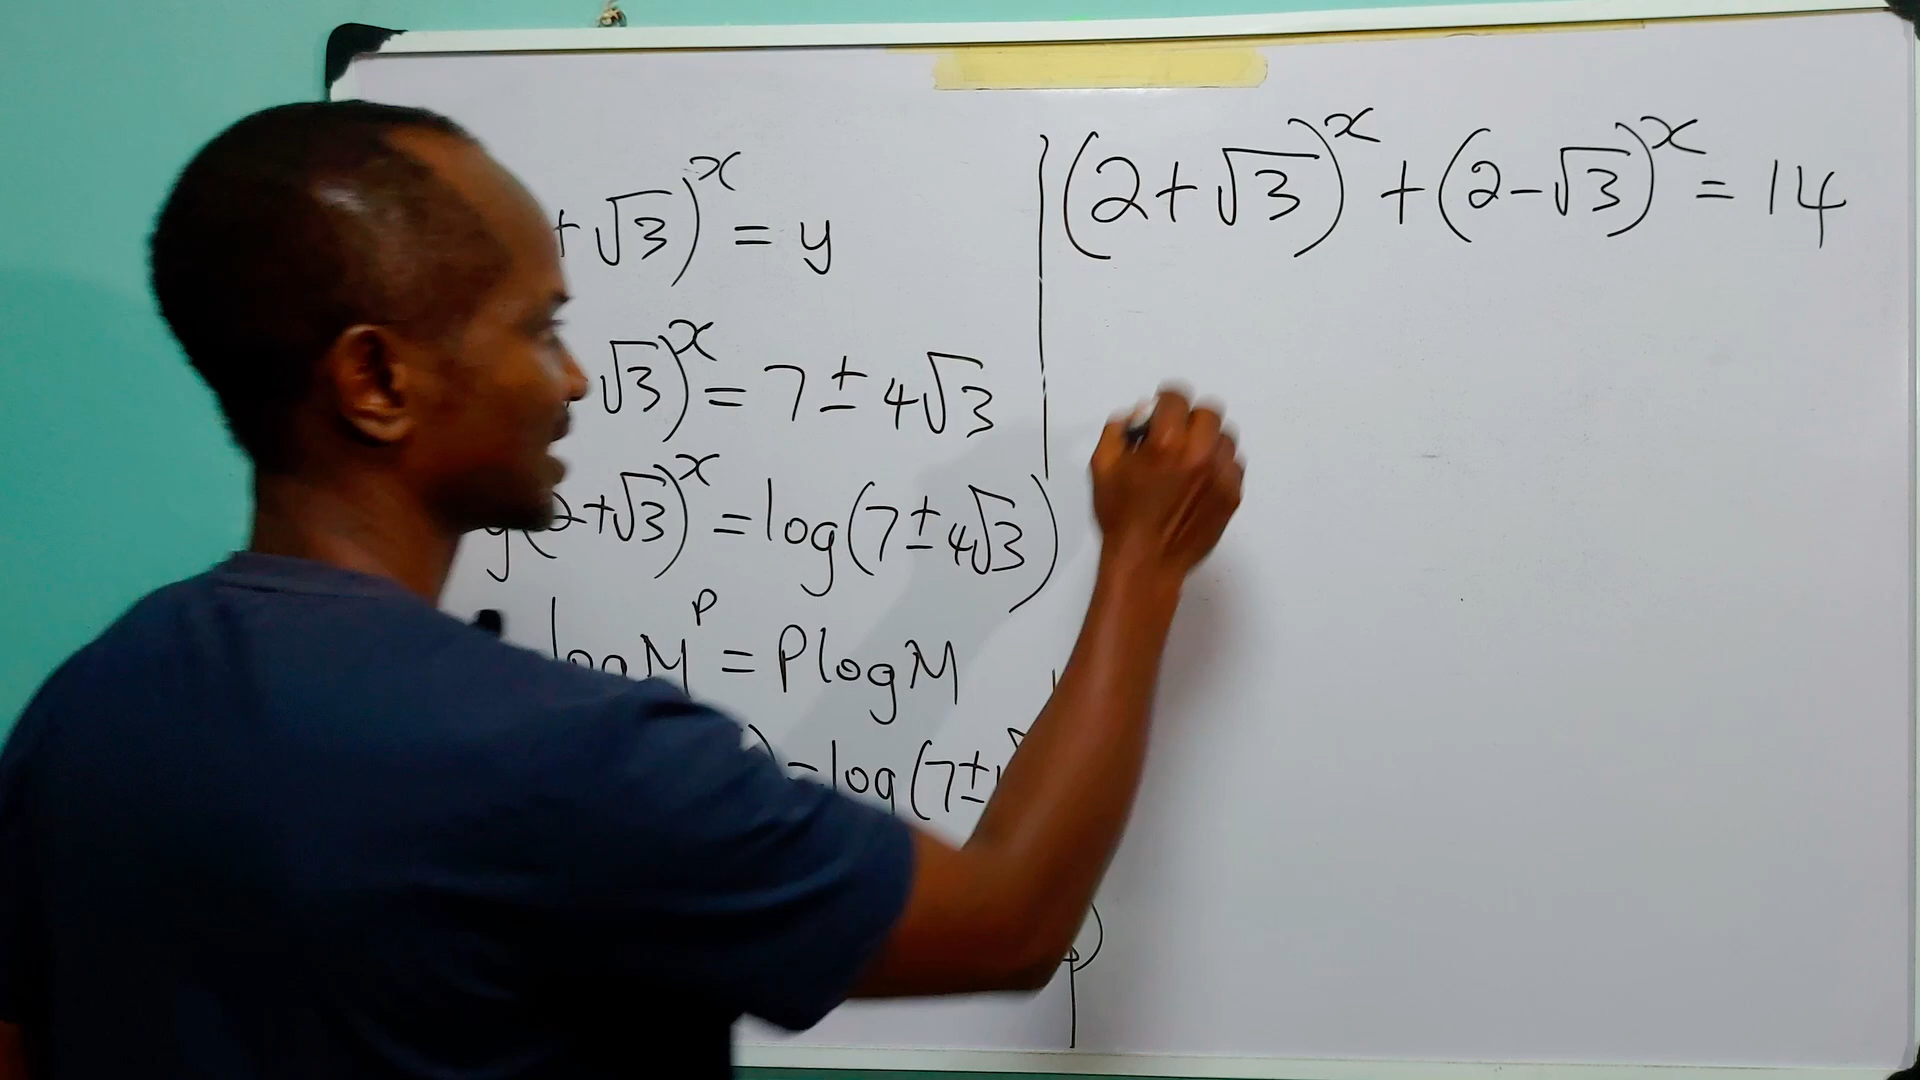 +√3)^x = y
√3)^x = 7 ± 4√3
2+√3)^x = log(7 ± 4√3)
logM^P = PlogM
) = log(7±
(2+√3)^x + (2-√3)^x = 14